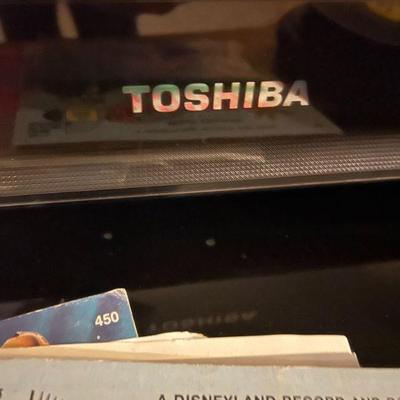 TOSHIBA
450
A DISNEYLAND RECORD AND